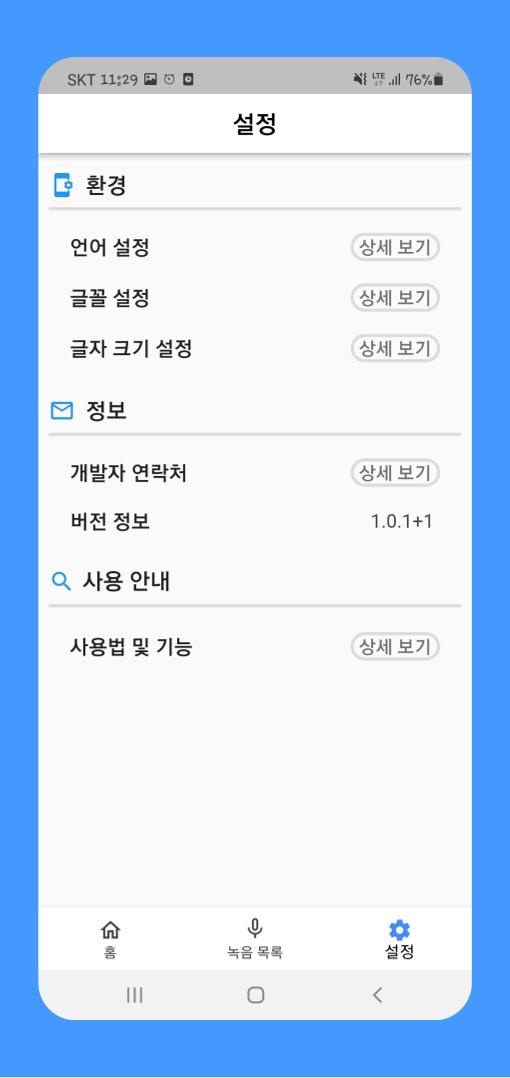 SKT 11:29 LTE 76%
설정
환경
언어 설정 상세 보기
글꼴 설정 상세 보기
글자 크기 설정 상세 보기
정보
개발자 연락처 상세 보기
버전 정보 1.0.1+1
사용 안내
사용법 및 기능 상세 보기
홈 녹음 목록 설정